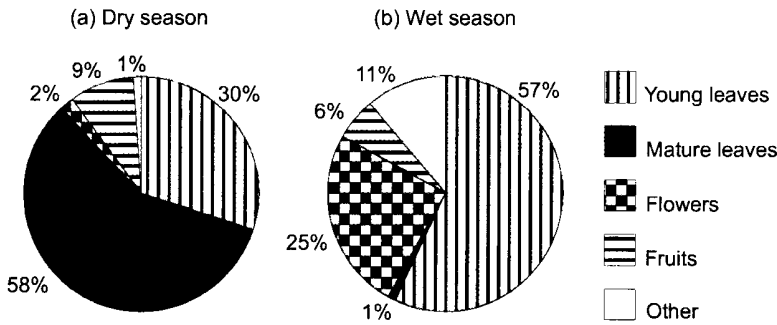 (a) Dry season
(b) Wet season
1%
9%
2%
30%
58%
11%
6%
57%
25%
1%
Young leaves
Mature leaves
Flowers
Fruits
Other